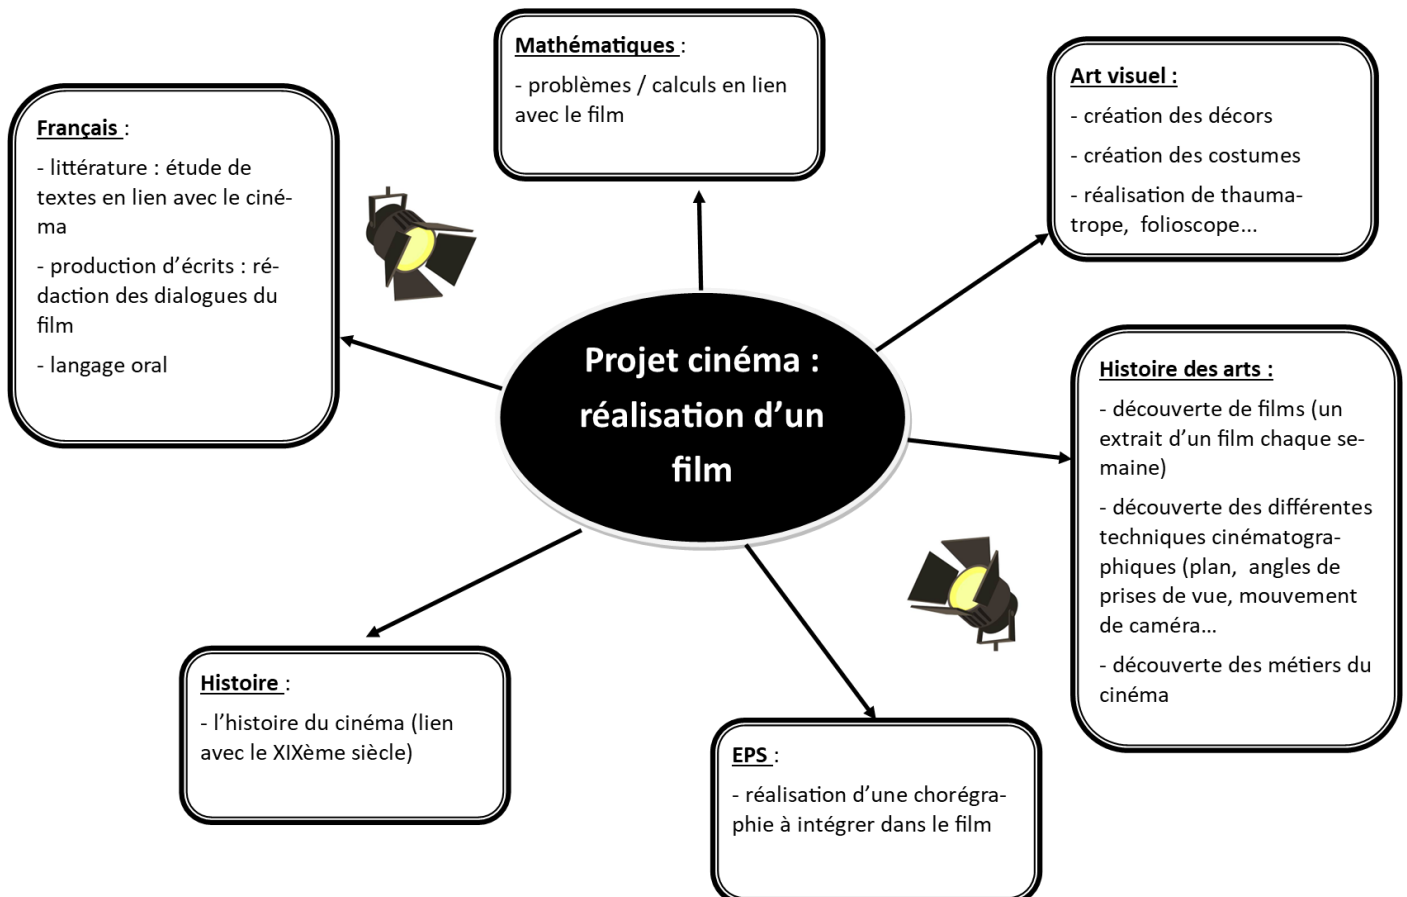 Mathématiques :
- problèmes / calculs en lien
avec le film
Art visuel :
- création des décors
- création des costumes
- réalisation de thauma-
trope,  folioscope...
Français :
- littérature : étude de
textes en lien avec le ciné-
ma
- production d’écrits : ré-
daction des dialogues du
film
- langage oral
Projet cinéma :
réalisation d’un
film
Histoire des arts :
- découverte de films (un
extrait d’un film chaque se-
maine)
- découverte des différentes
techniques cinématogra-
phiques (plan,  angles de
prises de vue, mouvement
de caméra…
- découverte des métiers du
cinéma
Histoire :
- l’histoire du cinéma (lien
avec le XIXème siècle)
EPS :
- réalisation d’une chorégra-
phie à intégrer dans le film